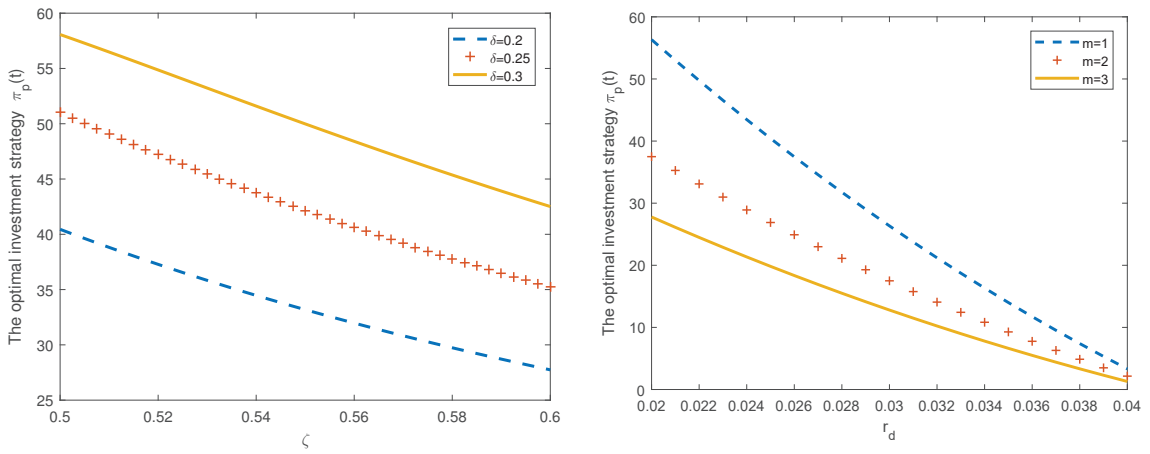 The optimal investment strategy π_p(t)
60
55
50
45
40
35
30
25
0.5 0.52 0.54 0.56 0.58 0.6
ζ
δ=0.2
δ=0.25
δ=0.3
The optimal investment strategy π_p(t)
60
50
40
30
20
10
0
0.02 0.022 0.024 0.026 0.028 0.03 0.032 0.034 0.036 0.038 0.04
r_d
m=1
m=2
m=3